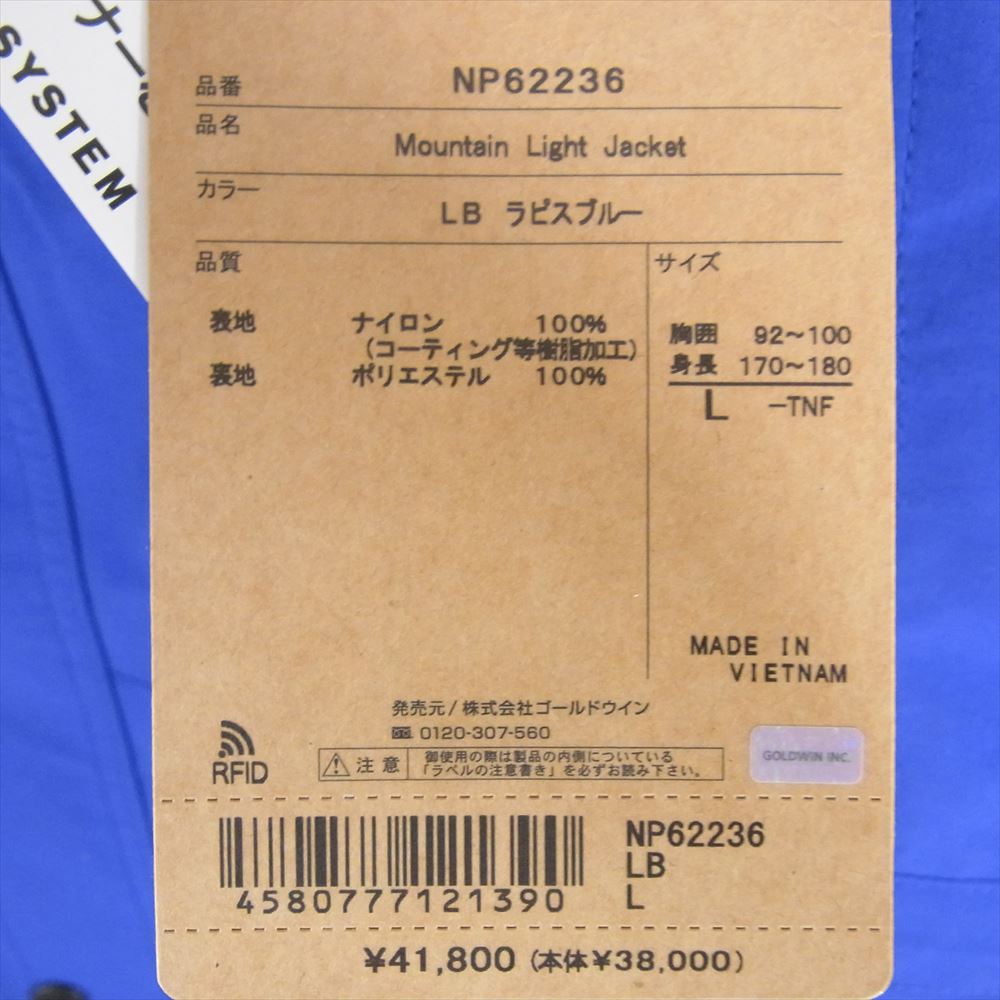 ナー
SYSTEM
品番 NP62236
品名
Mountain Light Jacket
カラー
LB ラピスブルー
品質
サイズ
表地 ナイロン 100%
(コーティング等樹脂加工)
裏地 ポリエステル 100%
胸囲 92～100
身長 170～180
L -TNF
MADE IN
VIETNAM
発売元/株式会社ゴールドウイン
0120-307-560
RFID
注意
御使用の際は製品の内側についている
「ラベルの注意書き」を必ずお読み下さい。
GOLDWIN INC.
4580777121390
NP62236
LB
L
¥41,800 (本体¥38,000)